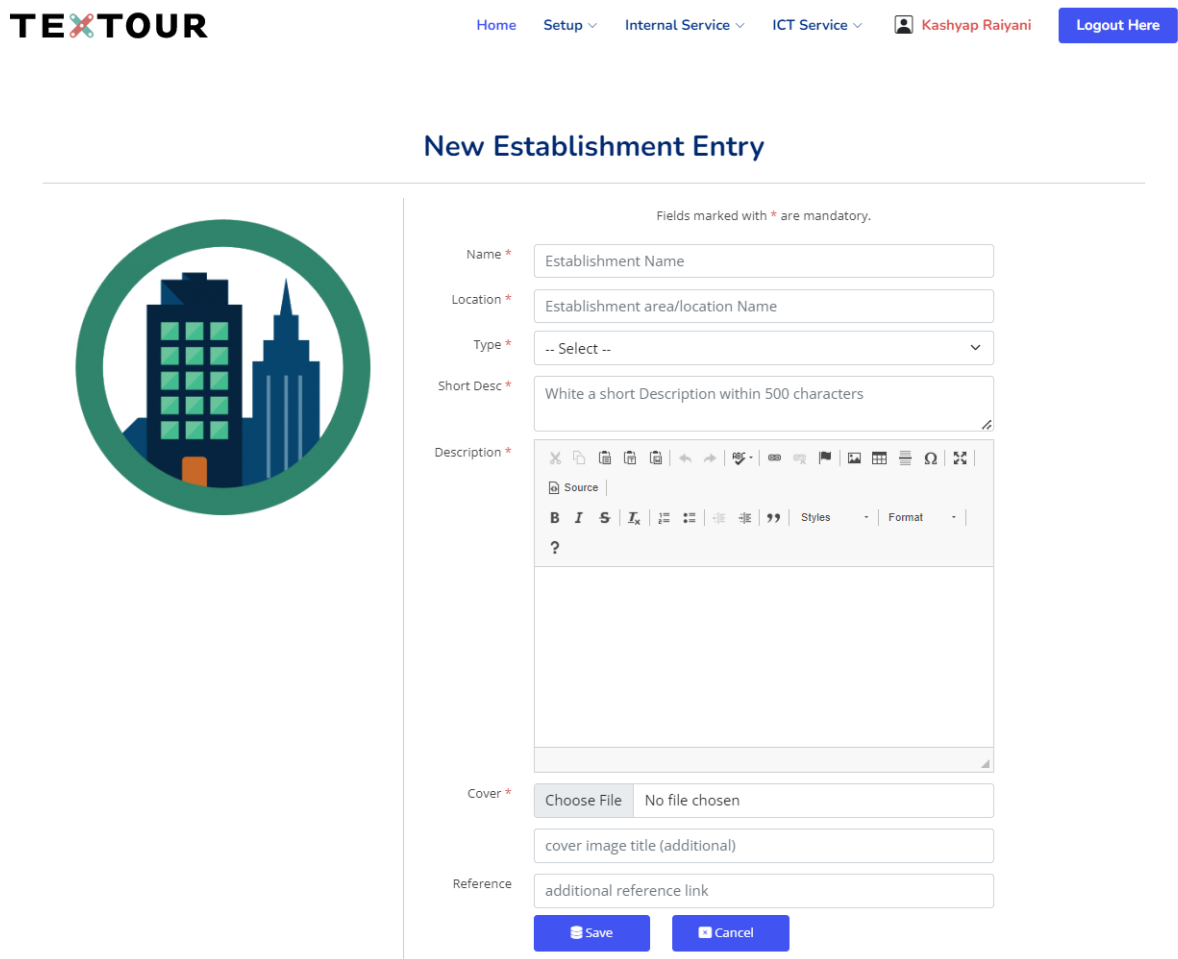 TEXTOUR
Home Setup Internal Service ICT Service Kashyap Raiyani Logout Here
New Establishment Entry
Fields marked with * are mandatory.
Name * Establishment Name
Location * Establishment area/location Name
Type * -- Select --
Short Desc * White a short Description within 500 characters
Description *
ABC Ω
Source
B I S Ix Styles Format
?
Cover * Choose File No file chosen
cover image title (additional)
Reference additional reference link
Save Cancel